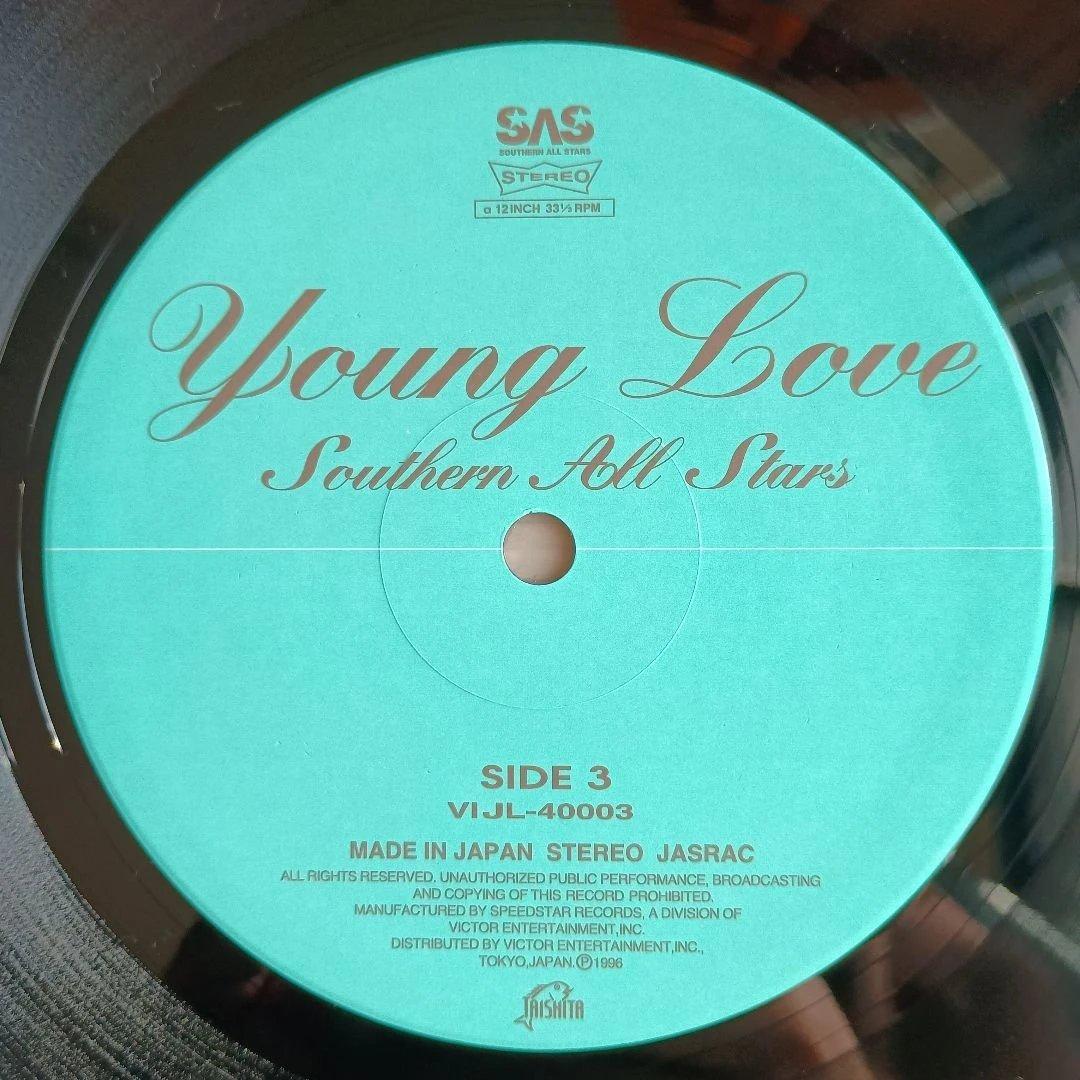 SAS
SOUTHERN ALL STARS
STEREO
a 12INCH 33⅓ RPM
Young Love
Southern All Stars
SIDE 3
VIJL-40003
MADE IN JAPAN STEREO JASRAC
ALL RIGHTS RESERVED. UNAUTHORIZED PUBLIC PERFORMANCE, BROADCASTING
AND COPYING OF THIS RECORD PROHIBITED.
MANUFACTURED BY SPEEDSTAR RECORDS, A DIVISION OF
VICTOR ENTERTAINMENT,INC.
DISTRIBUTED BY VICTOR ENTERTAINMENT,INC.,
TOKYO,JAPAN.Ⓟ1996
TAISHITA